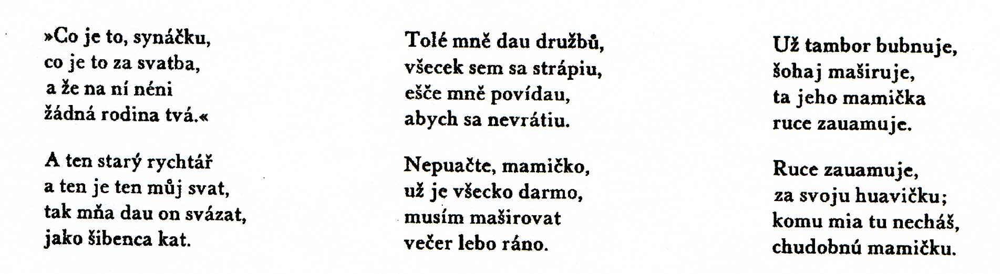 »Co je to, synáčku,
co je to za svatba,
a že na ní néni
žádná rodina tvá.«
A ten starý rychtář
a ten je ten můj svat,
tak mňa dau on svázat,
jako šibenca kat.
Tolé mně dau družbů,
všecek sem sa strápiu,
ešče mně povídau,
abych sa nevrátiu.
Nepuačte, mamičko,
už je všecko darmo,
musím maširovat
večer lebo ráno.
Už tambor bubnuje,
šohaj maširuje,
ta jeho mamička
ruce zauamuje.
Ruce zauamuje,
za svoju huavičku;
komu mia tu necháš,
chudobnú mamičku.